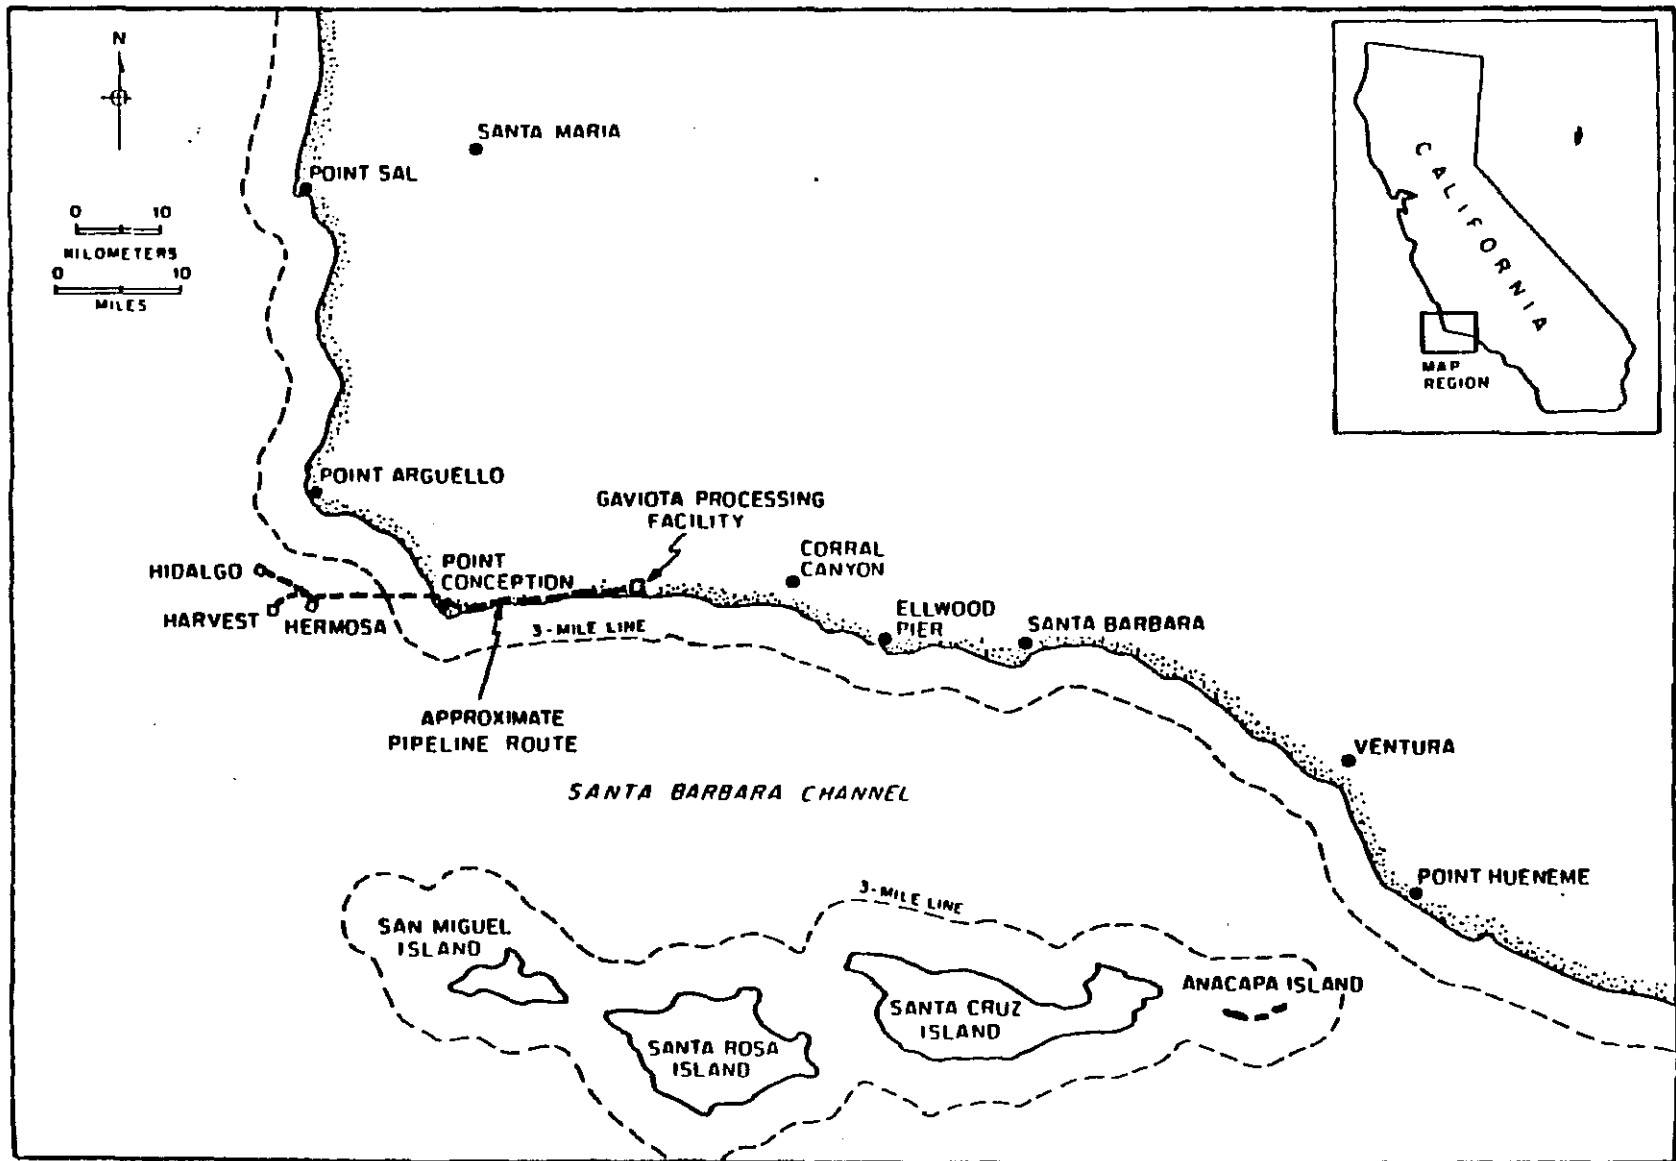 N
SANTA MARIA
POINT SAL
0 10
KILOMETERS
0 10
MILES
CALIFORNIA
MAP
REGION
POINT ARGUELLO
GAVIOTA PROCESSING
FACILITY
POINT
CONCEPTION
CORRAL
CANYON
HIDALGO
HARVEST
HERMOSA
ELLWOOD
PIER
SANTA BARBARA
3-MILE LINE
APPROXIMATE
PIPELINE ROUTE
VENTURA
SANTA BARBARA CHANNEL
POINT HUENEME
3-MILE LINE
SAN MIGUEL
ISLAND
SANTA ROSA
ISLAND
SANTA CRUZ
ISLAND
ANACAPA ISLAND